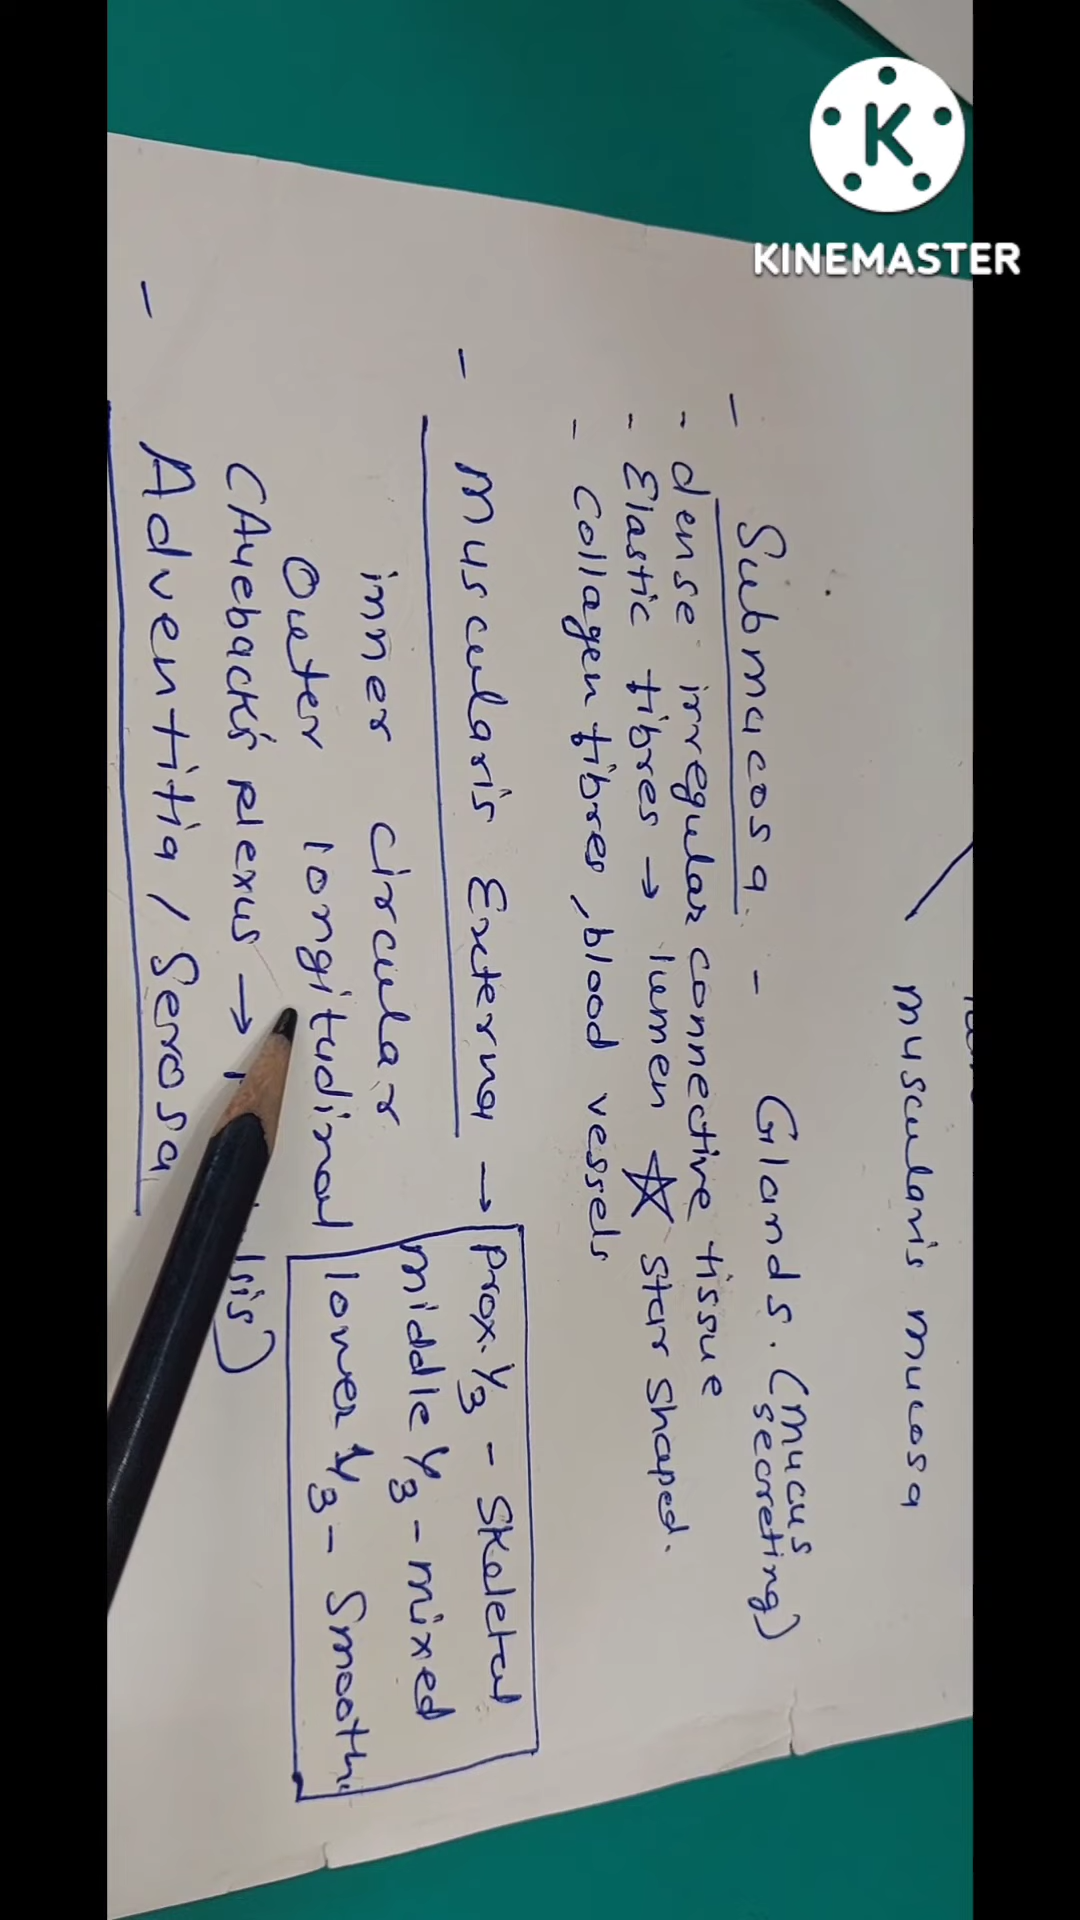 K
KINEMASTER
muscularis mucosa
- Submucosa - Glands. (mucus secreting)
- dense irregular connective tissue
- Elastic fibres → lumen ☆ star shaped.
- collagen fibres, blood vessels
- Muscularis Externa → prox. 1/3 - Skeletal
inner circular middle 1/3 - mixed
Outer longitudinal lower 1/3 - Smooth
(Auebach's plexus →
- Adventitia / Serosa